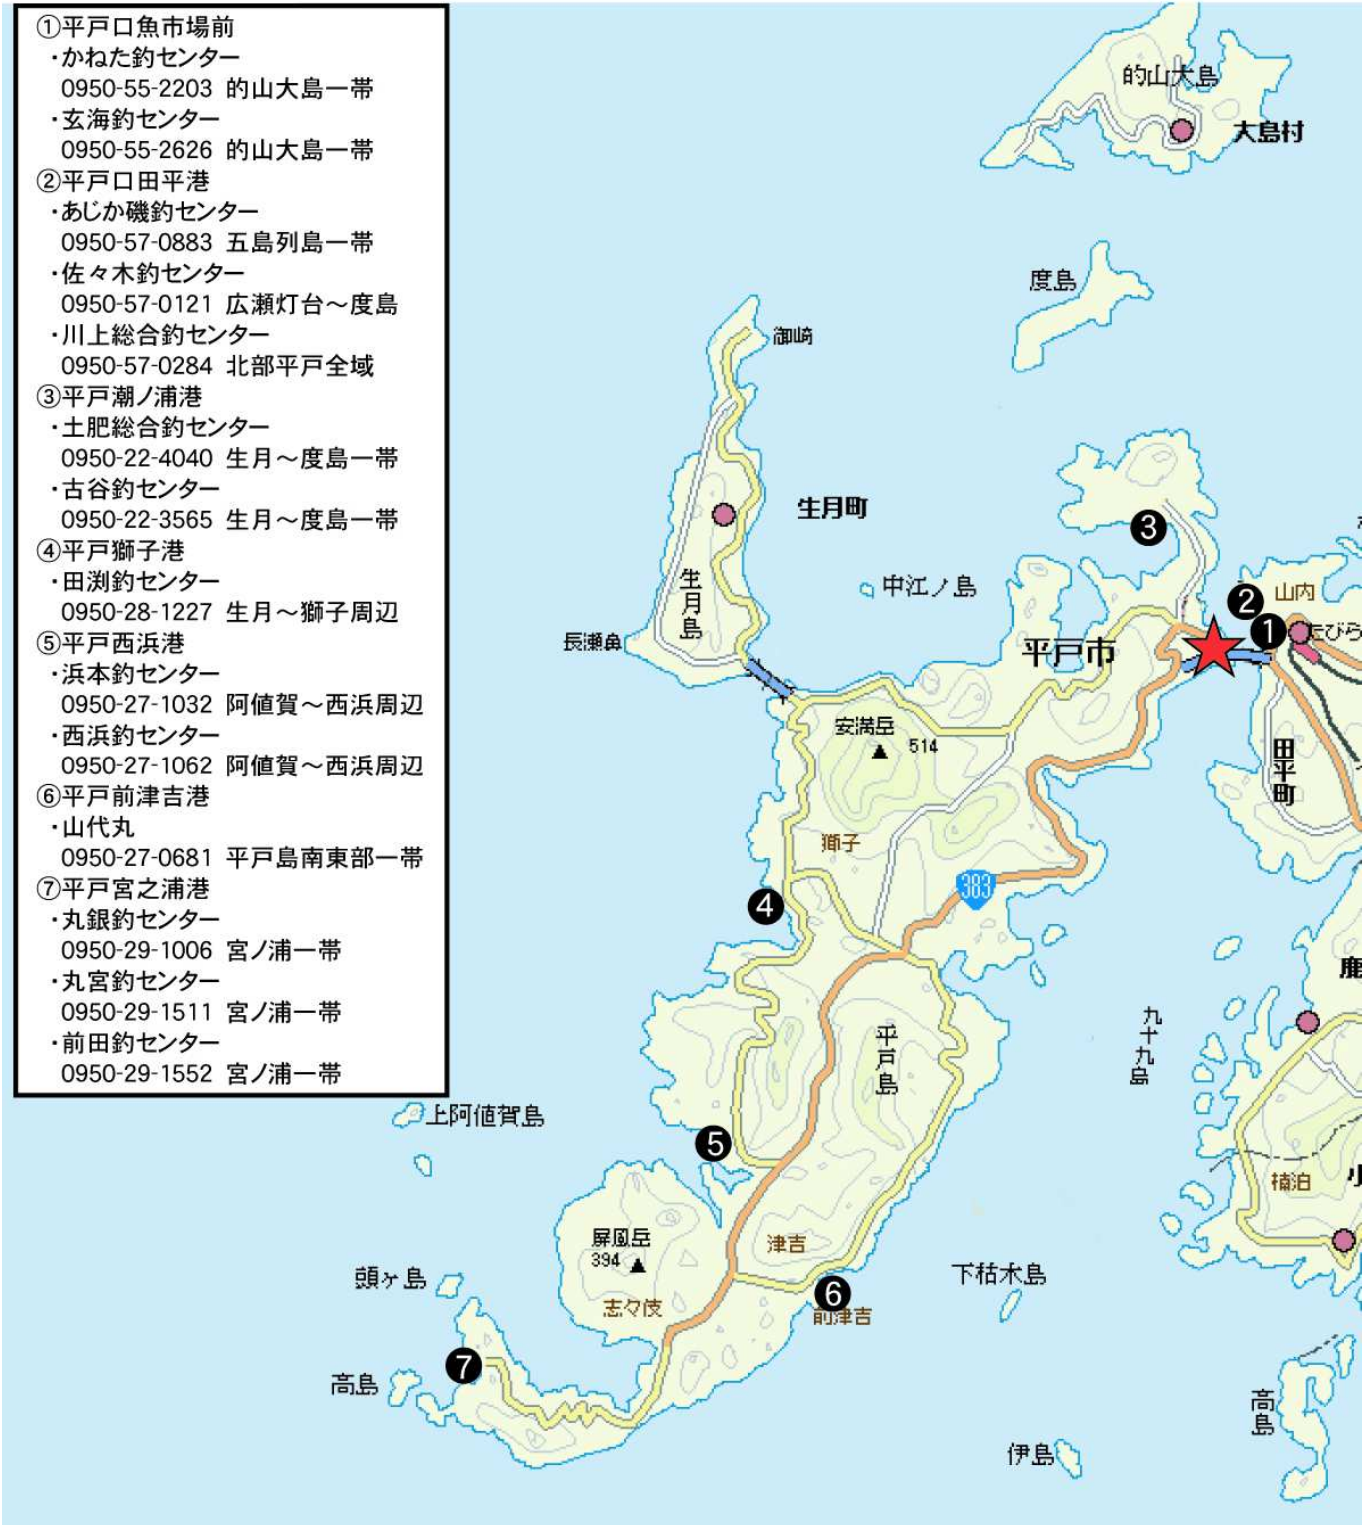 ①平戸口魚市場前
・かねた釣センター
0950-55-2203 的山大島一帯
・玄海釣センター
0950-55-2626 的山大島一帯
②平戸口田平港
・あじか磯釣センター
0950-57-0883 五島列島一帯
・佐々木釣センター
0950-57-0121 広瀬灯台～度島
・川上総合釣センター
0950-57-0284 北部平戸全域
③平戸潮ノ浦港
・土肥総合釣センター
0950-22-4040 生月～度島一帯
・古谷釣センター
0950-22-3565 生月～度島一帯
④平戸獅子港
・田渕釣センター
0950-28-1227 生月～獅子周辺
⑤平戸西浜港
・浜本釣センター
0950-27-1032 阿値賀～西浜周辺
・西浜釣センター
0950-27-1062 阿値賀～西浜周辺
⑥平戸前津吉港
・山代丸
0950-27-0681 平戸島南東部一帯
⑦平戸宮之浦港
・丸銀釣センター
0950-29-1006 宮ノ浦一帯
・丸宮釣センター
0950-29-1511 宮ノ浦一帯
・前田釣センター
0950-29-1552 宮ノ浦一帯
的山大島
大島村
度島
御崎
生月町
❸
生月島
中江ノ島
❷
山内
❶
たびら
長瀬鼻
平戸市
安満岳
514
田平町
獅子
383
❹
鹿
九十九島
平戸島
上阿値賀島
❺
楠泊
小
屏風岳
394
津吉
頭ヶ島
志々伎
❻
前津吉
下枯木島
❼
高島
高島
伊島